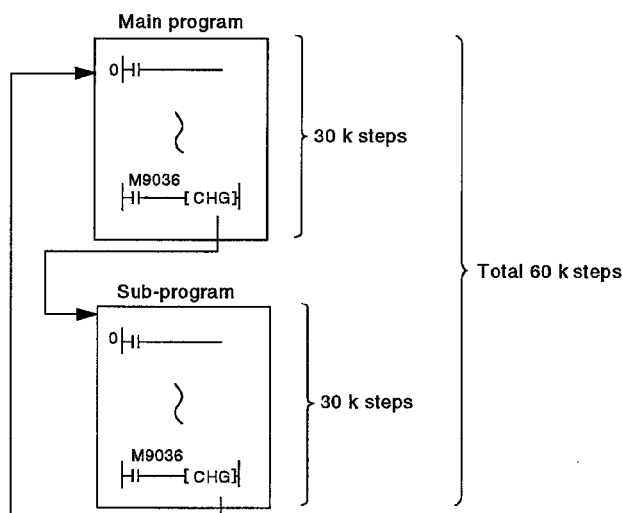 Main program
0
30 k steps
M9036
[CHG]
Total 60 k steps
Sub-program
0
30 k steps
M9036
[CHG]